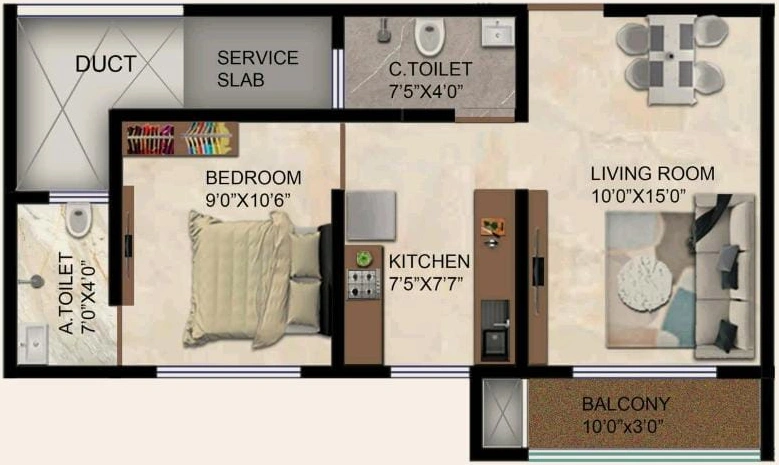 DUCT
SERVICE
SLAB
C.TOILET
7'5"X4'0"
BEDROOM
9'0"X10'6"
LIVING ROOM
10'0"X15'0"
A.TOILET
7'0"X4'0"
KITCHEN
7'5"X7'7"
BALCONY
10'0"x3'0"